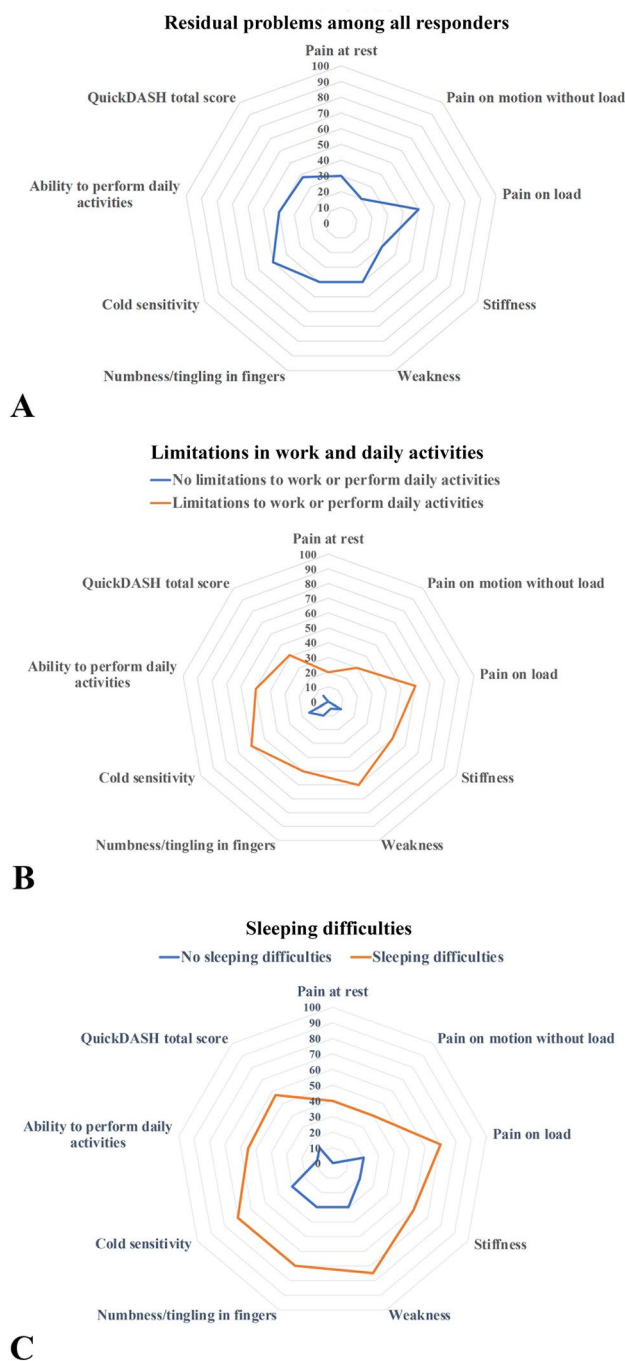 Residual problems among all responders
Pain at rest
100
90
80
70
60
50
40
30
20
10
0
QuickDASH total score
Pain on motion without load
Ability to perform daily
activities
Pain on load
Cold sensitivity
Stiffness
Numbness/tingling in fingers
Weakness
A
Limitations in work and daily activities
No limitations to work or perform daily activities
Limitations to work or perform daily activities
Pain at rest
100
90
80
70
60
50
40
30
20
10
0
QuickDASH total score
Pain on motion without load
Ability to perform daily
activities
Pain on load
Cold sensitivity
Stiffness
Numbness/tingling in fingers
Weakness
B
Sleeping difficulties
No sleeping difficulties
Sleeping difficulties
Pain at rest
100
90
80
70
60
50
40
30
20
10
0
QuickDASH total score
Pain on motion without load
Ability to perform daily
activities
Pain on load
Cold sensitivity
Stiffness
Numbness/tingling in fingers
Weakness
C